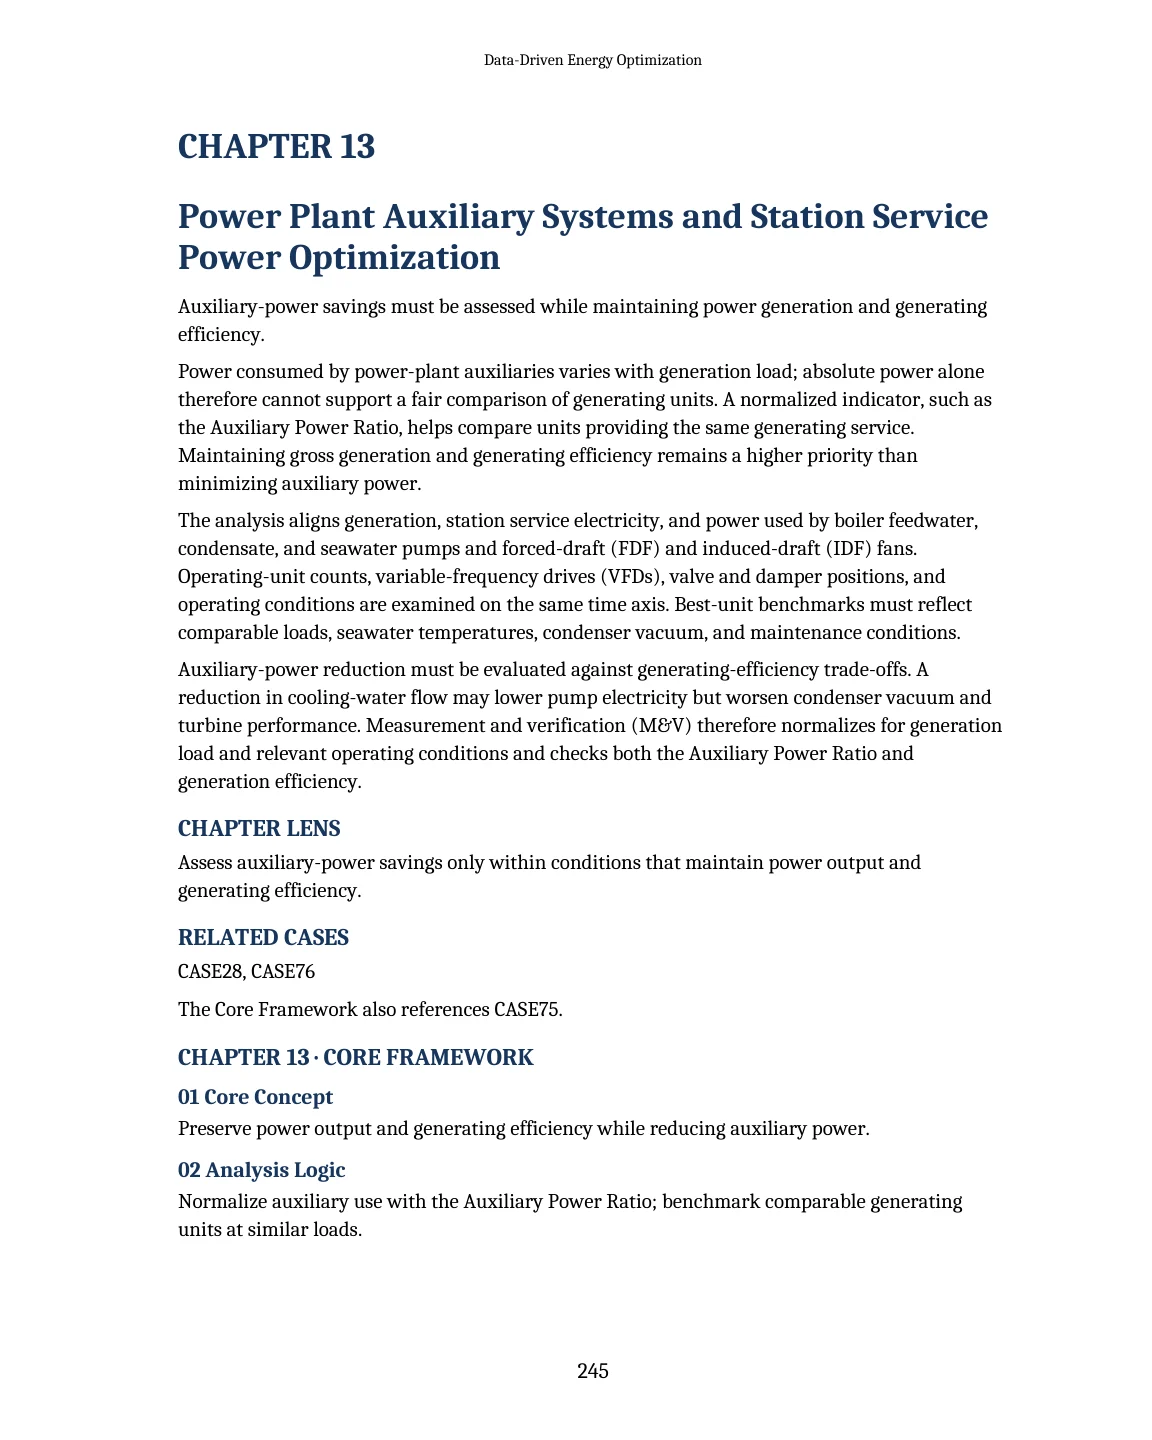 Data-Driven Energy Optimization
CHAPTER 13
Power Plant Auxiliary Systems and Station Service
Power Optimization
Auxiliary-power savings must be assessed while maintaining power generation and generating
efficiency.
Power consumed by power-plant auxiliaries varies with generation load; absolute power alone
therefore cannot support a fair comparison of generating units. A normalized indicator, such as
the Auxiliary Power Ratio, helps compare units providing the same generating service.
Maintaining gross generation and generating efficiency remains a higher priority than
minimizing auxiliary power.
The analysis aligns generation, station service electricity, and power used by boiler feedwater,
condensate, and seawater pumps and forced-draft (FDF) and induced-draft (IDF) fans.
Operating-unit counts, variable-frequency drives (VFDs), valve and damper positions, and
operating conditions are examined on the same time axis. Best-unit benchmarks must reflect
comparable loads, seawater temperatures, condenser vacuum, and maintenance conditions.
Auxiliary-power reduction must be evaluated against generating-efficiency trade-offs. A
reduction in cooling-water flow may lower pump electricity but worsen condenser vacuum and
turbine performance. Measurement and verification (M&V) therefore normalizes for generation
load and relevant operating conditions and checks both the Auxiliary Power Ratio and
generation efficiency.
CHAPTER LENS
Assess auxiliary-power savings only within conditions that maintain power output and
generating efficiency.
RELATED CASES
CASE28, CASE76
The Core Framework also references CASE75.
CHAPTER 13 · CORE FRAMEWORK
01 Core Concept
Preserve power output and generating efficiency while reducing auxiliary power.
02 Analysis Logic
Normalize auxiliary use with the Auxiliary Power Ratio; benchmark comparable generating
units at similar loads.
245